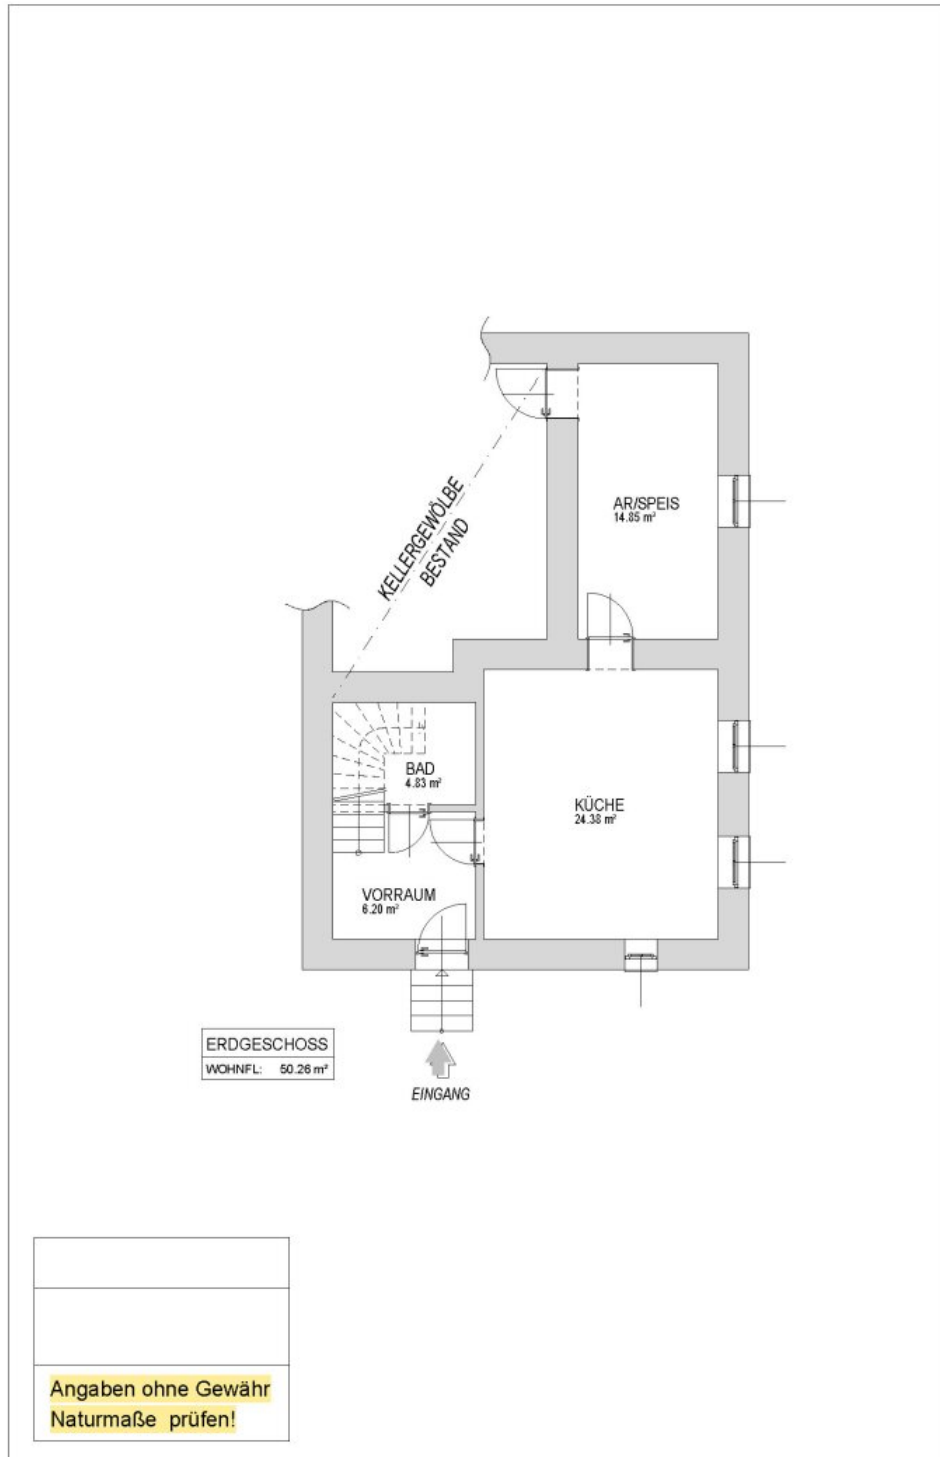 AR/SPEIS
14.85 m²
KELLERGEWÖLBE
BESTAND
BAD
4.83 m²
KÜCHE
24.38 m²
VORRAUM
6.20 m²
ERDGESCHOSS
WOHNFL: 50.26 m²
EINGANG
Angaben ohne Gewähr
Naturmaße prüfen!